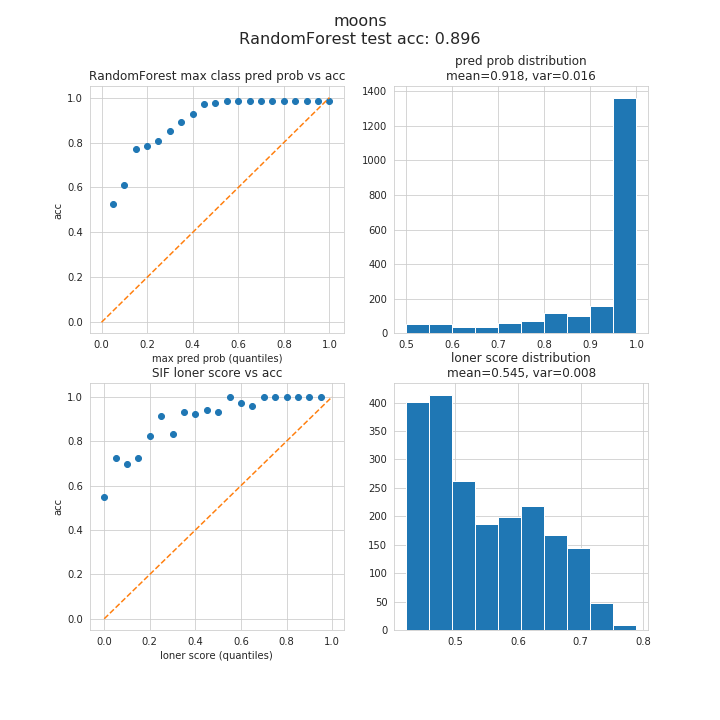 moons
RandomForest test acc: 0.896
RandomForest max class pred prob vs acc
1.0
0.8
0.6
0.4
0.2
0.0
acc
0.0 0.2 0.4 0.6 0.8 1.0
max pred prob (quantiles)
pred prob distribution
mean=0.918, var=0.016
1400
1200
1000
800
600
400
200
0
0.5 0.6 0.7 0.8 0.9 1.0
SIF loner score vs acc
1.0
0.8
0.6
0.4
0.2
0.0
acc
0.0 0.2 0.4 0.6 0.8 1.0
loner score (quantiles)
loner score distribution
mean=0.545, var=0.008
400
350
300
250
200
150
100
50
0
0.5 0.6 0.7 0.8